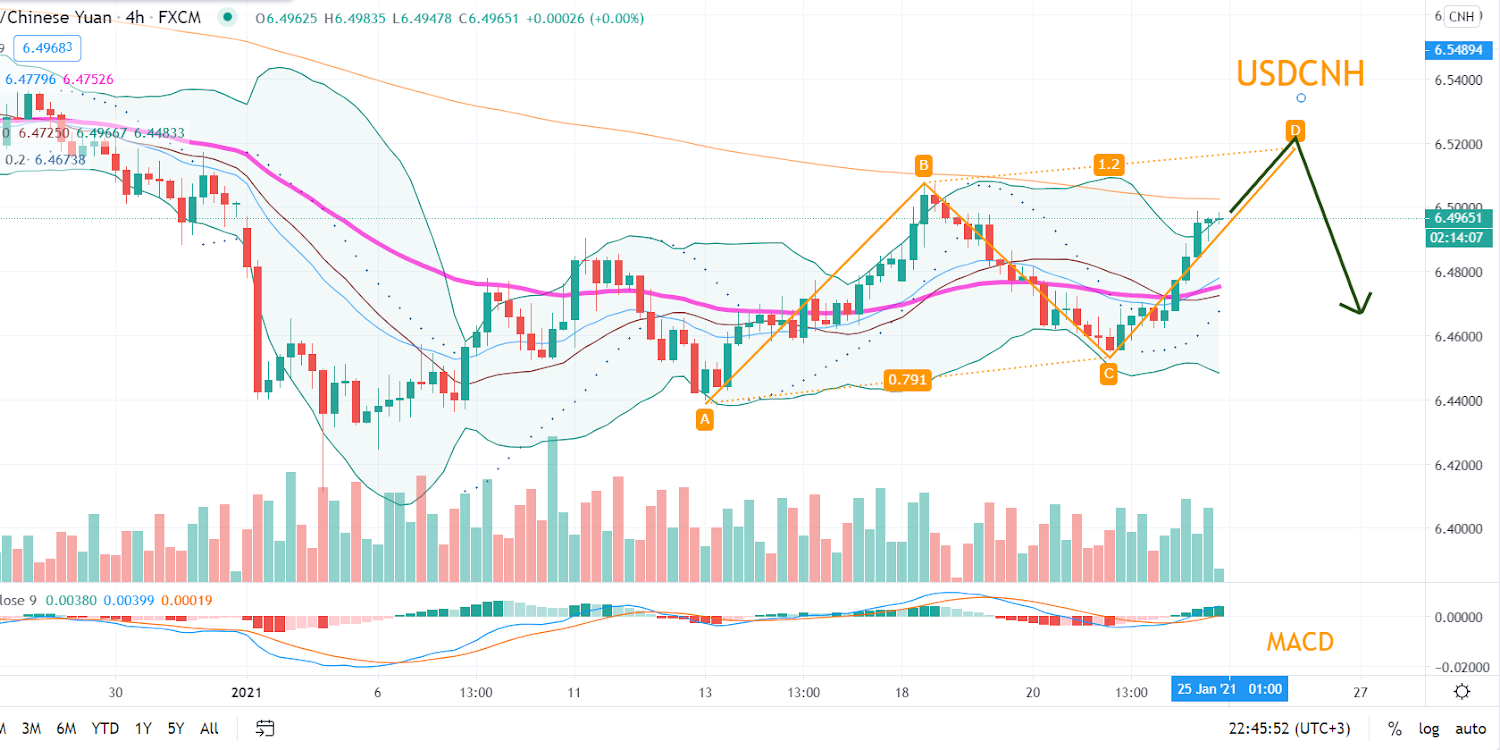 /Chinese Yuan · 4h · FXCM O6.49625 H6.49835 L6.49478 C6.49651 +0.00026 (+0.00%)
CNH
9 6.49683
6.54894
6.47796 6.47526
USDCNH
6.54000
0 6.47250 6.49667 6.44833
D
6.52000
0.2 6.46738
B
1.2
6.50000
6.49651
02:14:07
6.48000
6.46000
0.791
C
6.44000
A
6.42000
6.40000
lose 9 0.00380 0.00399 0.00019
0.00000
MACD
−0.02000
30 2021 6 13:00 11 13 13:00 18 20 13:00 25 Jan '21 01:00 27
M 3M 6M YTD 1Y 5Y All 22:45:52 (UTC+3) % log auto